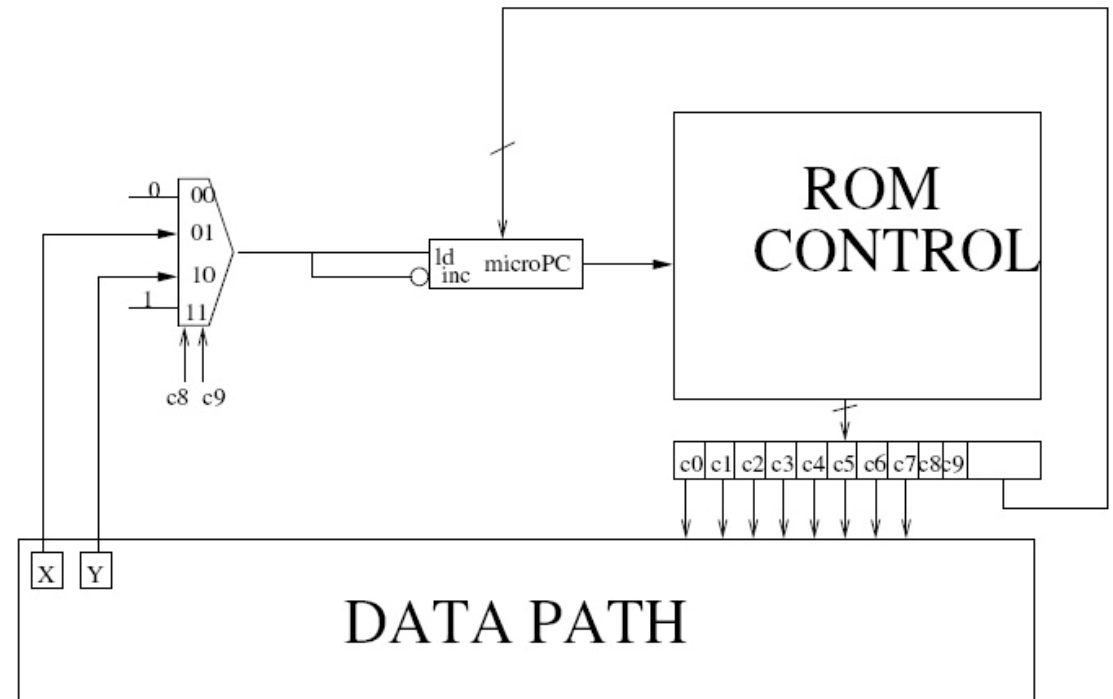 ROM
CONTROL
0
00
01
10
1
11
ld
inc
microPC
c8 c9
c0 c1 c2 c3 c4 c5 c6 c7 c8 c9
X Y
DATA PATH